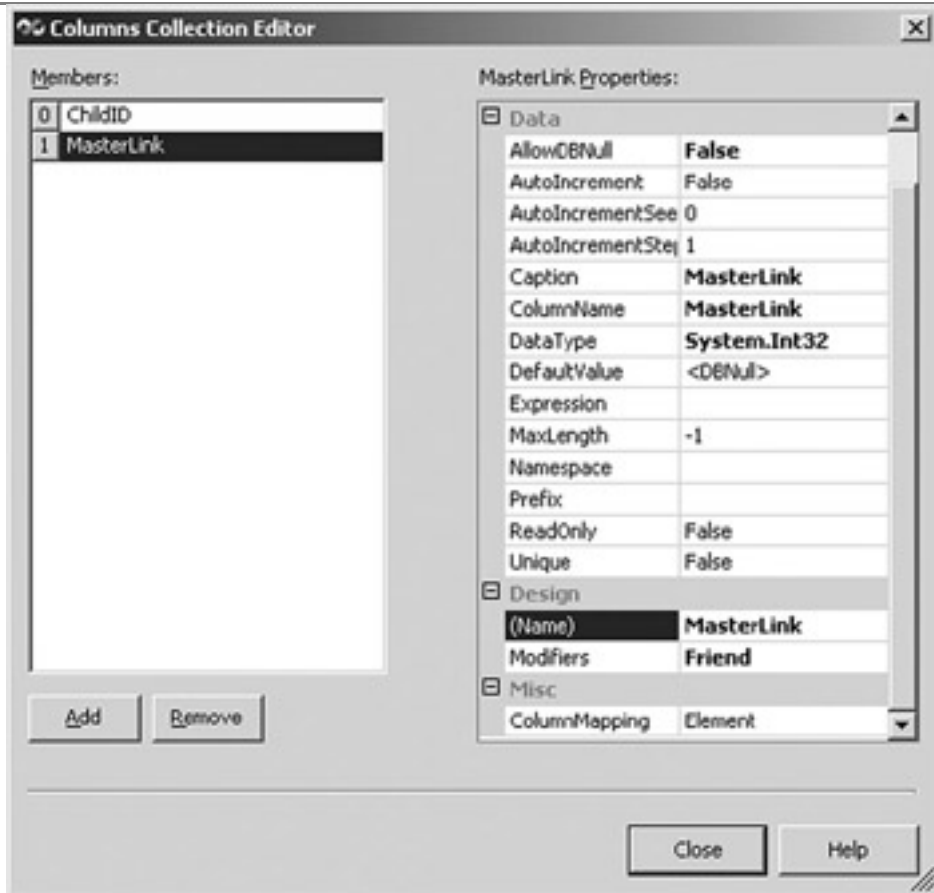 Columns Collection Editor
Members:
0 ChildID
1 MasterLink
Add
Remove
MasterLink Properties:
Data
AllowDBNull False
AutoIncrement False
AutoIncrementSee 0
AutoIncrementSte 1
Caption MasterLink
ColumnName MasterLink
DataType System.Int32
DefaultValue <DBNull>
Expression
MaxLength -1
Namespace
Prefix
ReadOnly False
Unique False
Design
(Name) MasterLink
Modifiers Friend
Misc
ColumnMapping Element
Close
Help